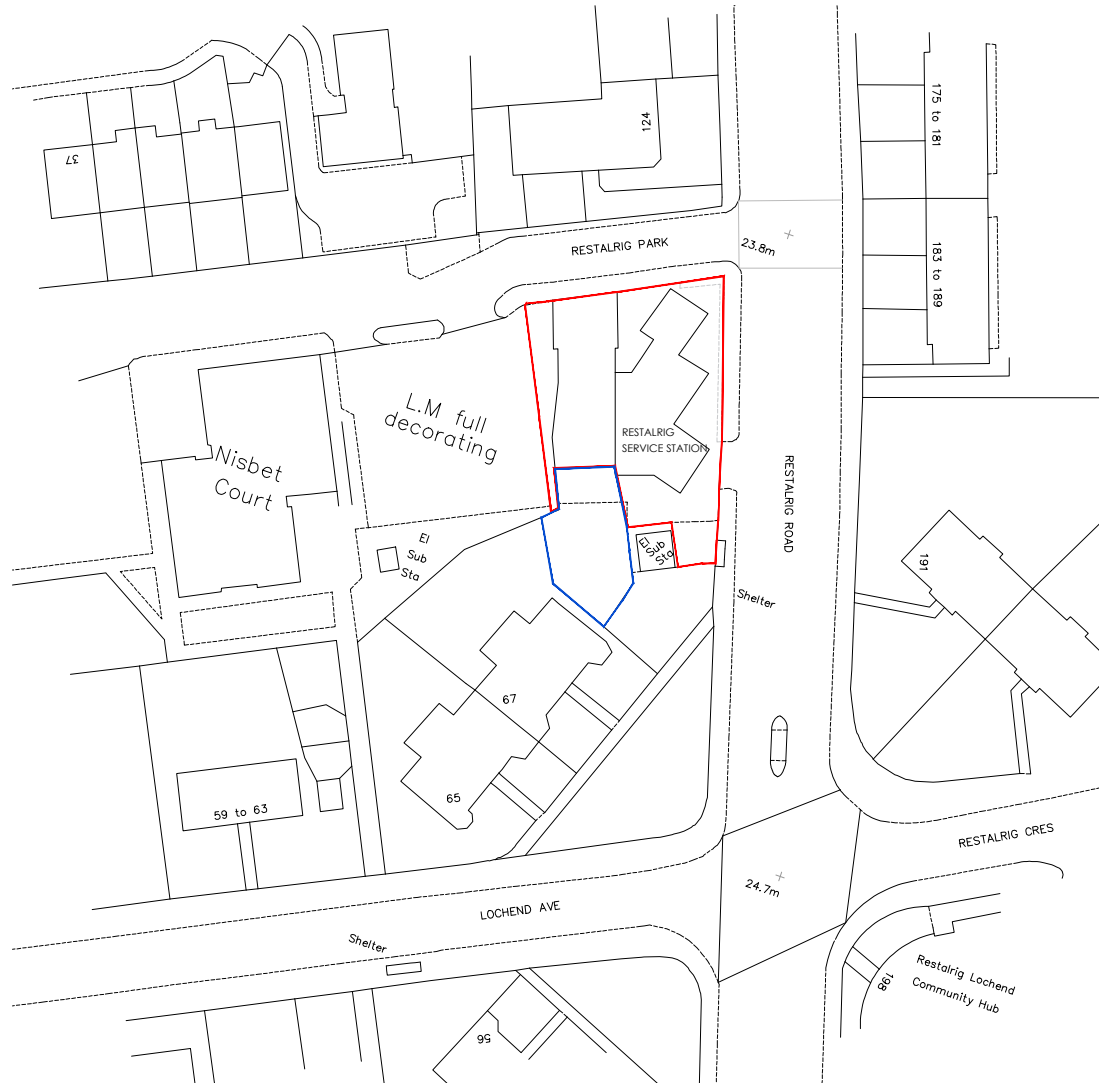 175 to 181
124
37
RESTALRIG PARK
23.8m
183 to 189
L.M full
decorating
RESTALRIG
SERVICE STATION
Nisbet
Court
RESTALRIG ROAD
El
Sub
Sta
El
Sub
Sta
191
Shelter
67
65
59 to 63
RESTALRIG CRES
24.7m
LOCHEND AVE
Shelter
Restalrig Lochend
Community Hub
198
56